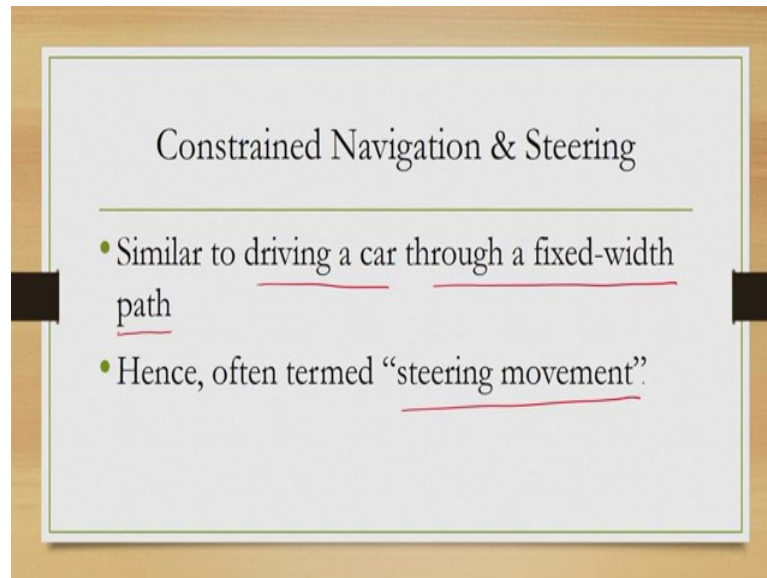 Constrained Navigation & Steering
• Similar to driving a car through a fixed-width
path
• Hence, often termed “steering movement”.